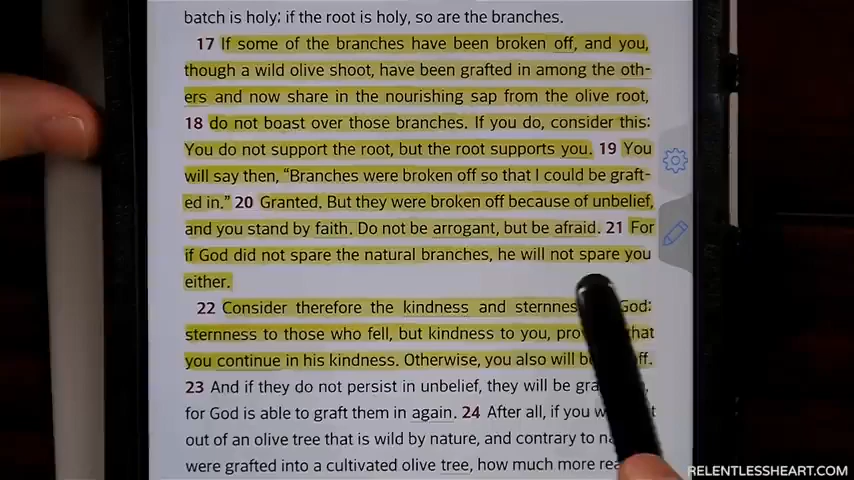 batch is holy; if the root is holy, so are the branches.
17 If some of the branches have been broken off, and you,
though a wild olive shoot, have been grafted in among the oth-
ers and now share in the nourishing sap from the olive root,
18 do not boast over those branches. If you do, consider this:
You do not support the root, but the root supports you. 19 You
will say then, “Branches were broken off so that I could be graft-
ed in.” 20 Granted. But they were broken off because of unbelief,
and you stand by faith. Do not be arrogant, but be afraid. 21 For
if God did not spare the natural branches, he will not spare you
either.
22 Consider therefore the kindness and God:
sternness to those who fell, but kindness to you,
you continue in his kindness. Otherwise, you also will
23 And if they do not persist in unbelief, they will be
for God is able to graft them in again. 24 After all, if you
out of an olive tree that is wild by nature, and contrary to
were grafted into a cultivated olive tree, how much more
RELENTLESSHEART.COM